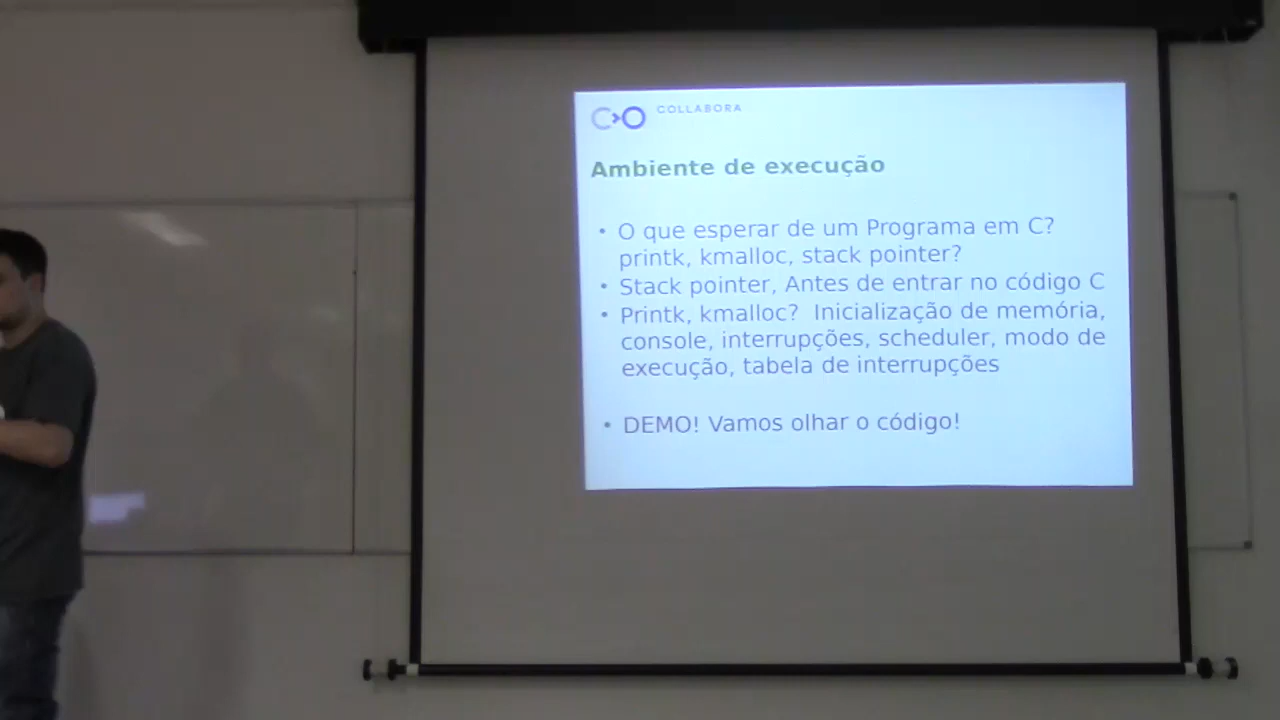 COLLABORA
Ambiente de execução
• O que esperar de um Programa em C?
printk, kmalloc, stack pointer?
• Stack pointer, Antes de entrar no código C
• Printk, kmalloc? Inicialização de memória,
console, interrupções, scheduler, modo de
execução, tabela de interrupções
• DEMO! Vamos olhar o código!